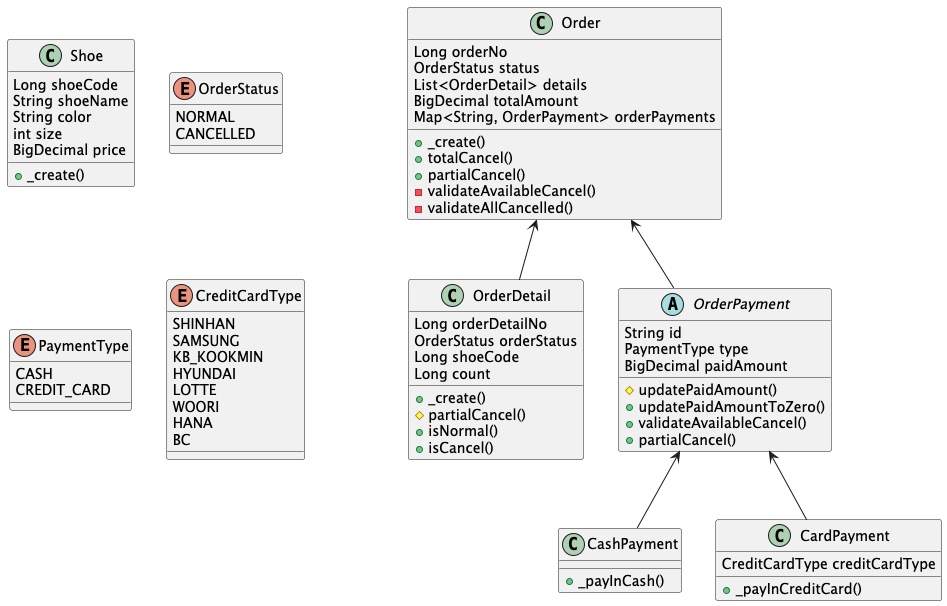 C Shoe
Long shoeCode
String shoeName
String color
int size
BigDecimal price
_create()
E OrderStatus
NORMAL
CANCELLED
C Order
Long orderNo
OrderStatus status
List<OrderDetail> details
BigDecimal totalAmount
Map<String, OrderPayment> orderPayments
_create()
totalCancel()
partialCancel()
validateAvailableCancel()
validateAllCancelled()
E PaymentType
CASH
CREDIT_CARD
E CreditCardType
SHINHAN
SAMSUNG
KB_KOOKMIN
HYUNDAI
LOTTE
WOORI
HANA
BC
C OrderDetail
Long orderDetailNo
OrderStatus orderStatus
Long shoeCode
Long count
_create()
partialCancel()
isNormal()
isCancel()
A OrderPayment
String id
PaymentType type
BigDecimal paidAmount
updatePaidAmount()
updatePaidAmountToZero()
validateAvailableCancel()
partialCancel()
C CashPayment
_payInCash()
C CardPayment
CreditCardType creditCardType
_payInCreditCard()